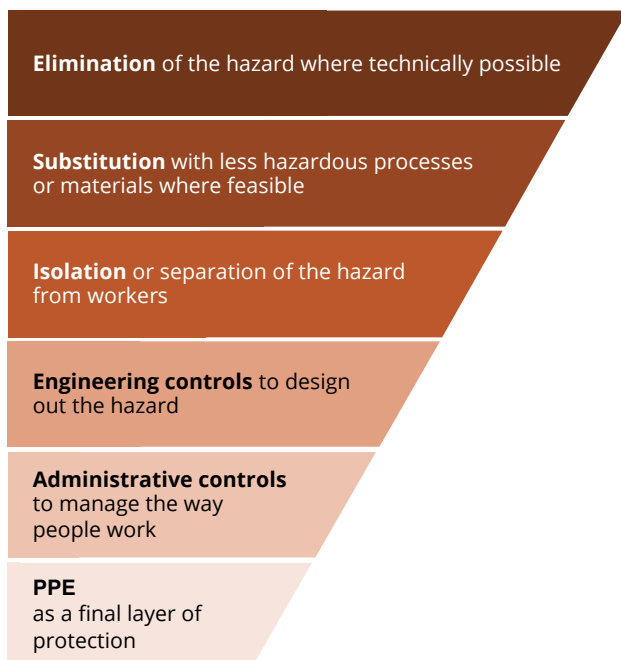 Elimination of the hazard where technically possible
Substitution with less hazardous processes
or materials where feasible
Isolation or separation of the hazard
from workers
Engineering controls to design
out the hazard
Administrative controls
to manage the way
people work
PPE
as a final layer of
protection